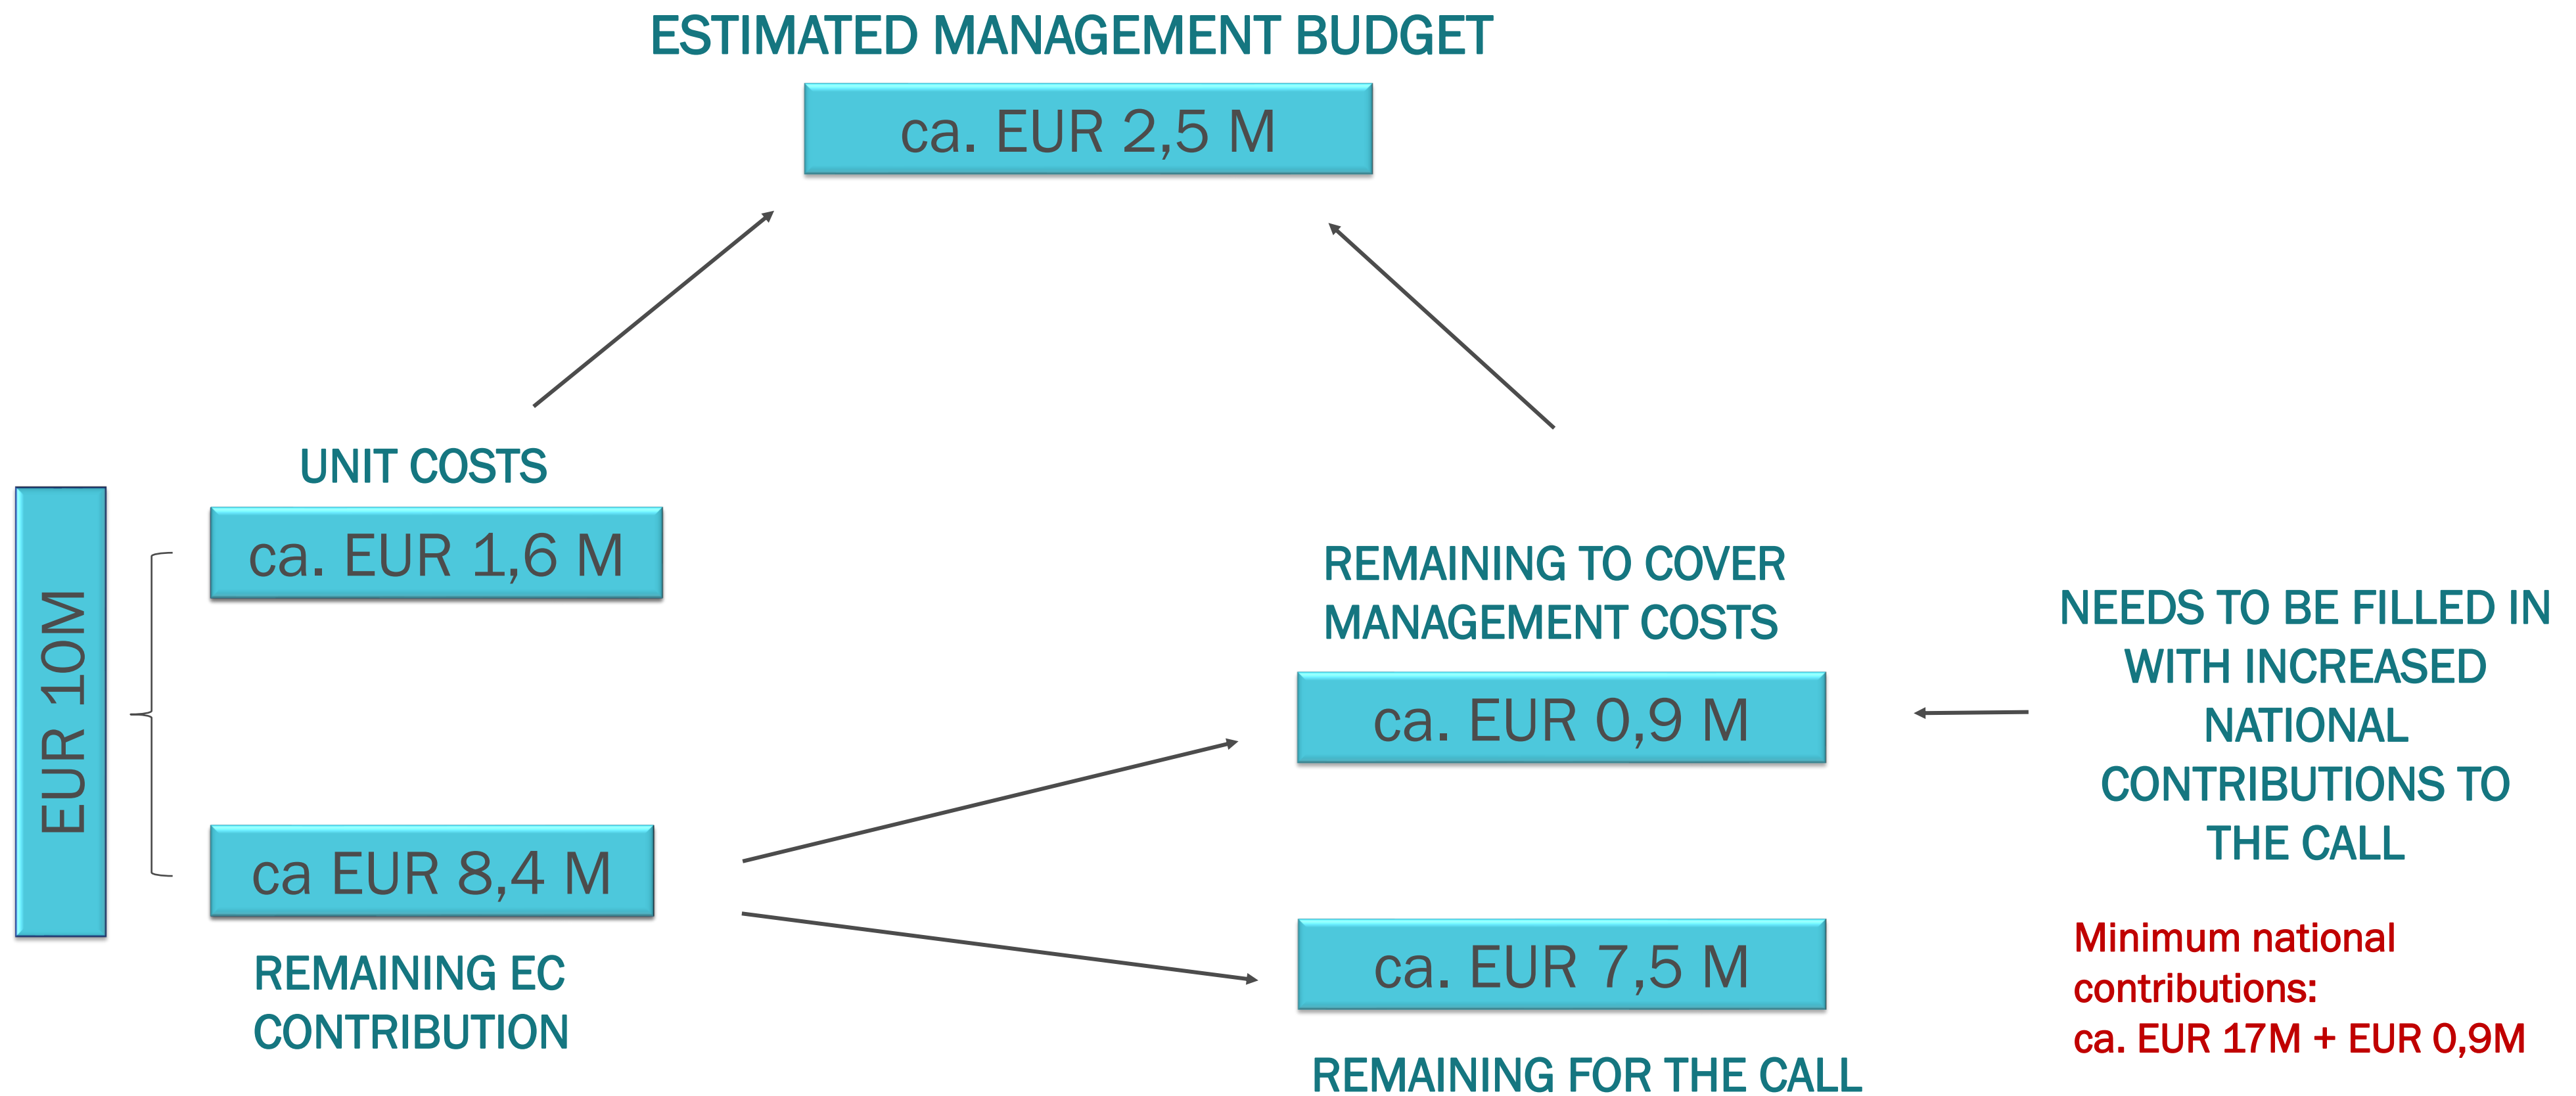 ESTIMATED MANAGEMENT BUDGET
ca. EUR 2,5 M
UNIT COSTS
ca. EUR 1,6 M
EUR 10M
ca EUR 8,4 M
REMAINING EC
CONTRIBUTION
REMAINING TO COVER
MANAGEMENT COSTS
ca. EUR 0,9 M
ca. EUR 7,5 M
REMAINING FOR THE CALL
NEEDS TO BE FILLED IN
WITH INCREASED
NATIONAL
CONTRIBUTIONS TO
THE CALL
Minimum national
contributions:
ca. EUR 17M + EUR 0,9M